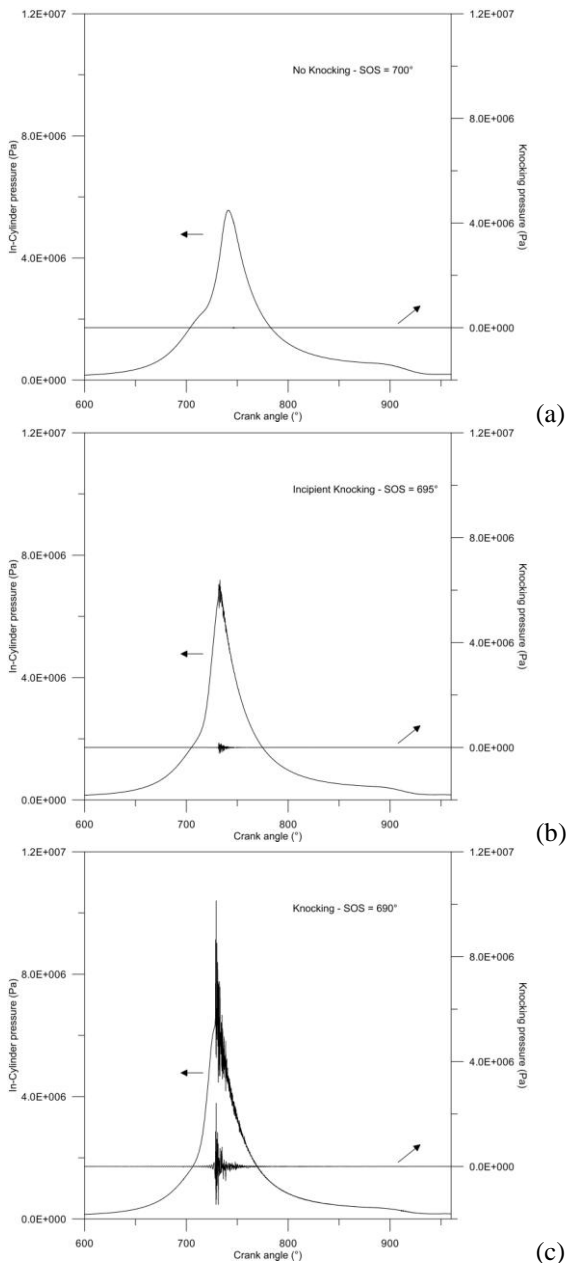 1.2E+007
1.2E+007
No Knocking - SOS = 700°
8.0E+006
8.0E+006
In-Cylinder pressure (Pa)
Knocking pressure (Pa)
4.0E+006
4.0E+006
0.0E+000
0.0E+000
600
700
800
900
Crank angle (°)
(a)
1.2E+007
1.2E+007
Incipient Knocking - SOS = 695°
8.0E+006
8.0E+006
In-Cylinder pressure (Pa)
Knocking pressure (Pa)
4.0E+006
4.0E+006
0.0E+000
0.0E+000
600
700
800
900
Crank angle (°)
(b)
1.2E+007
1.2E+007
Knocking - SOS = 690°
8.0E+006
8.0E+006
In-Cylinder pressure (Pa)
Knocking pressure (Pa)
4.0E+006
4.0E+006
0.0E+000
0.0E+000
600
700
800
900
Crank angle (°)
(c)